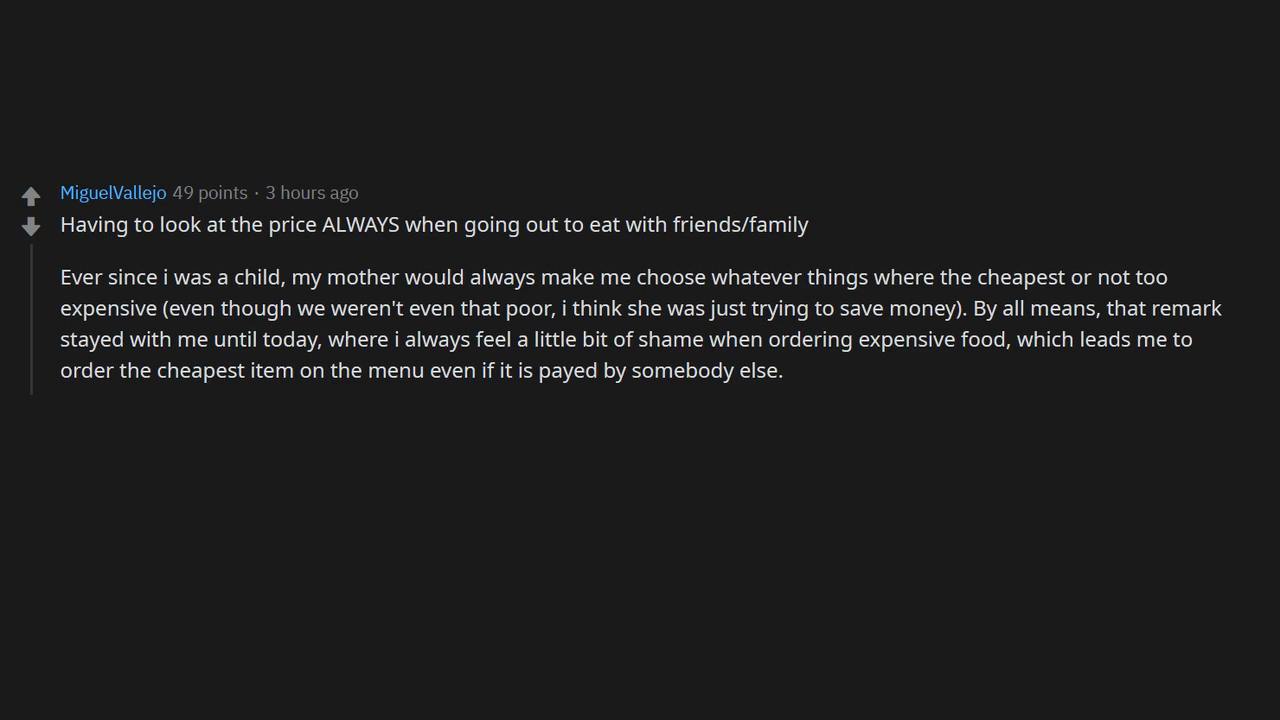 MiguelVallejo 49 points · 3 hours ago
Having to look at the price ALWAYS when going out to eat with friends/family
Ever since i was a child, my mother would always make me choose whatever things where the cheapest or not too
expensive (even though we weren't even that poor, i think she was just trying to save money). By all means, that remark
stayed with me until today, where i always feel a little bit of shame when ordering expensive food, which leads me to
order the cheapest item on the menu even if it is payed by somebody else.